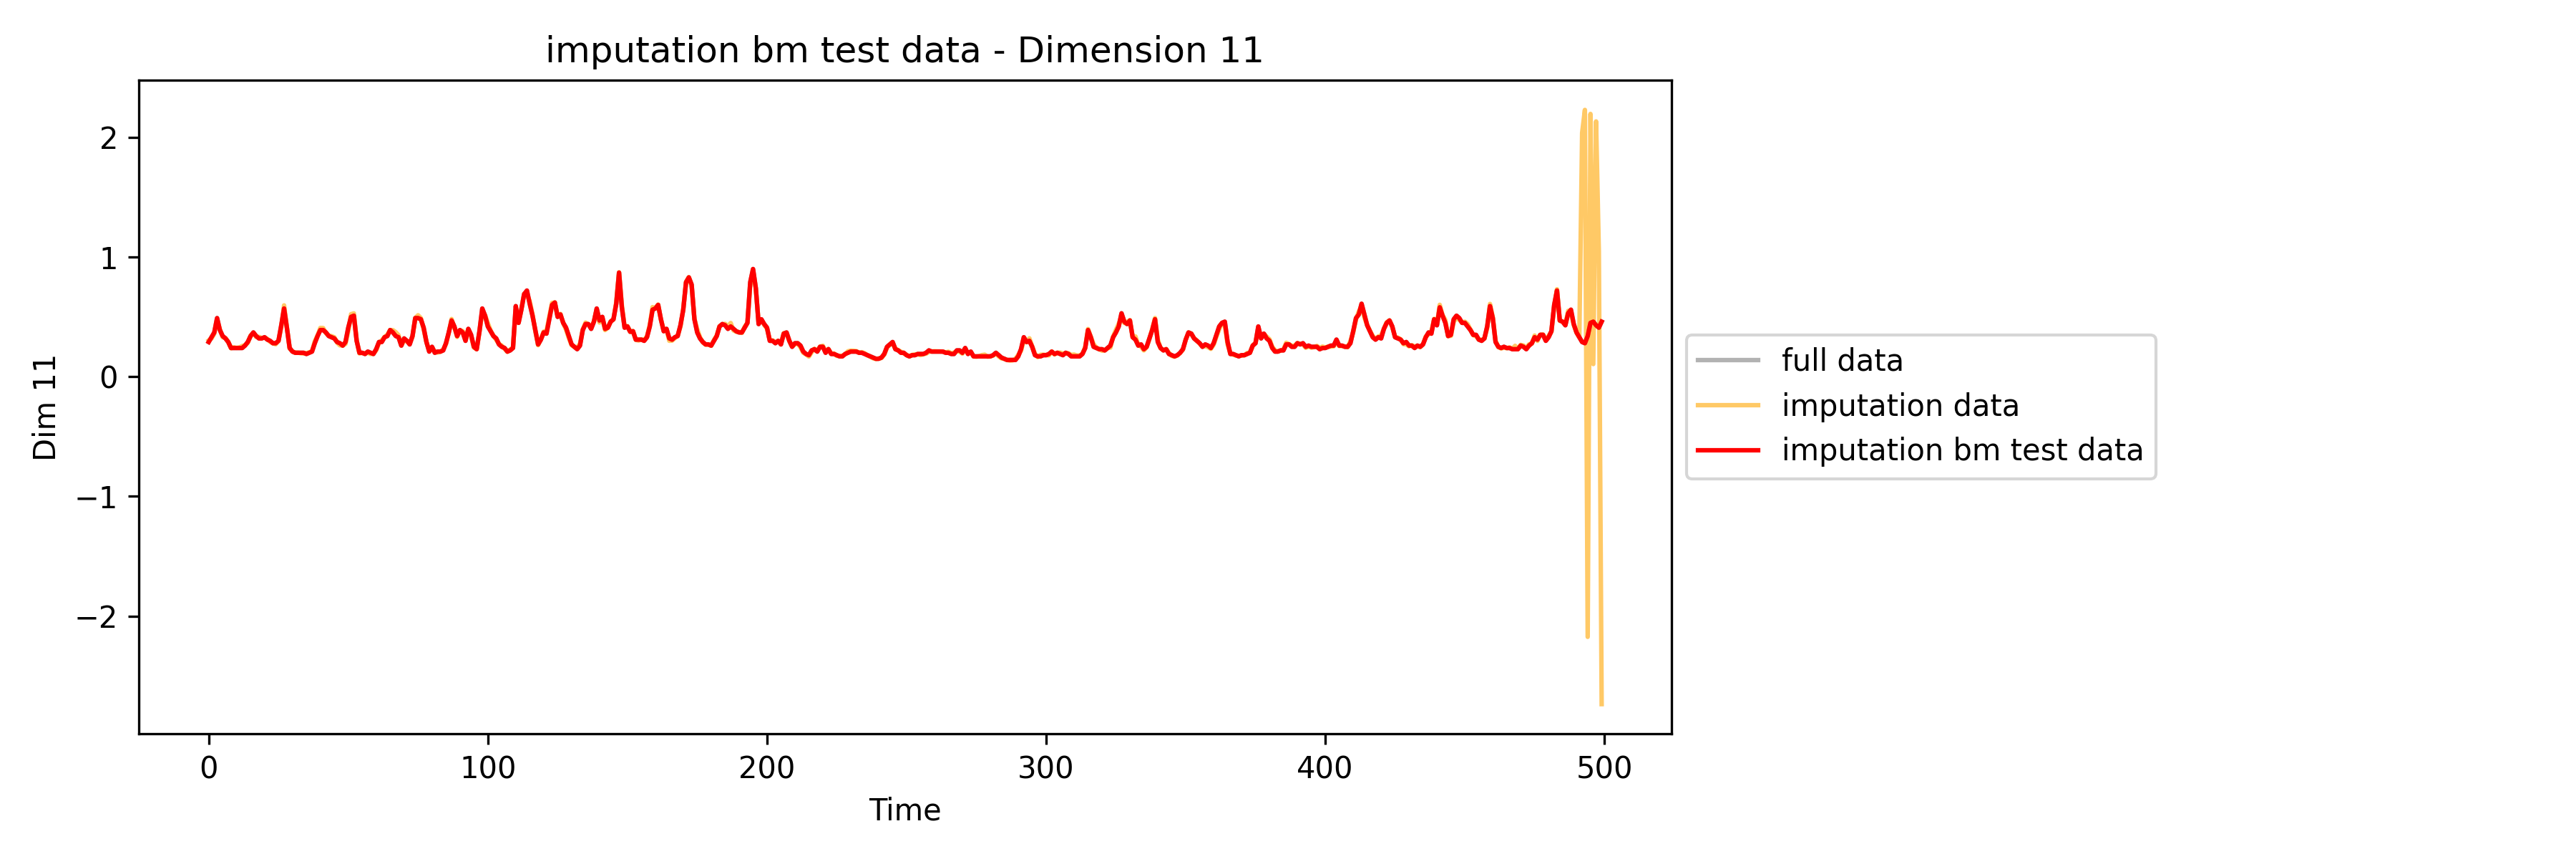 imputation bm test data - Dimension 11
2
1
0
−1
−2
Dim 11
0 100 200 300 400 500
Time
full data
imputation data
imputation bm test data